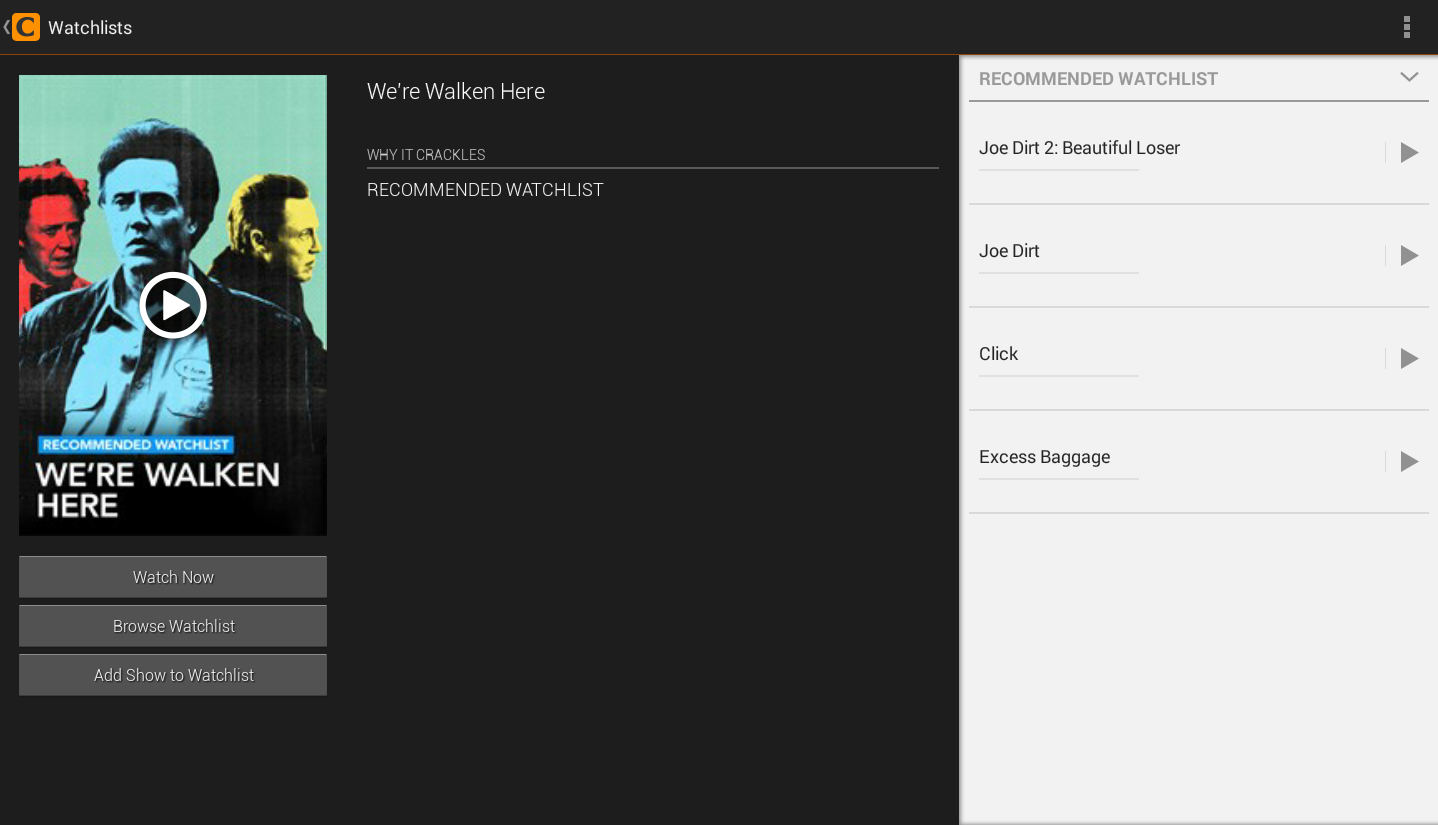 C Watchlists
We're Walken Here
WHY IT CRACKLES
RECOMMENDED WATCHLIST
RECOMMENDED WATCHLIST
WE'RE WALKEN
HERE
Watch Now
Browse Watchlist
Add Show to Watchlist
RECOMMENDED WATCHLIST
Joe Dirt 2: Beautiful Loser
Joe Dirt
Click
Excess Baggage